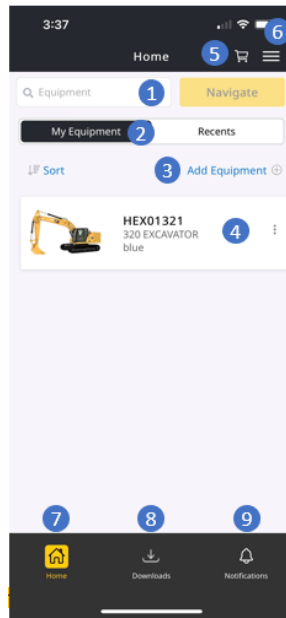 3:37
6
Home
5
Equipment
1
Navigate
My Equipment
2
Recents
Sort
3
Add Equipment
HEX01321
320 EXCAVATOR
4
blue
7
8
9
Home
Downloads
Notifications